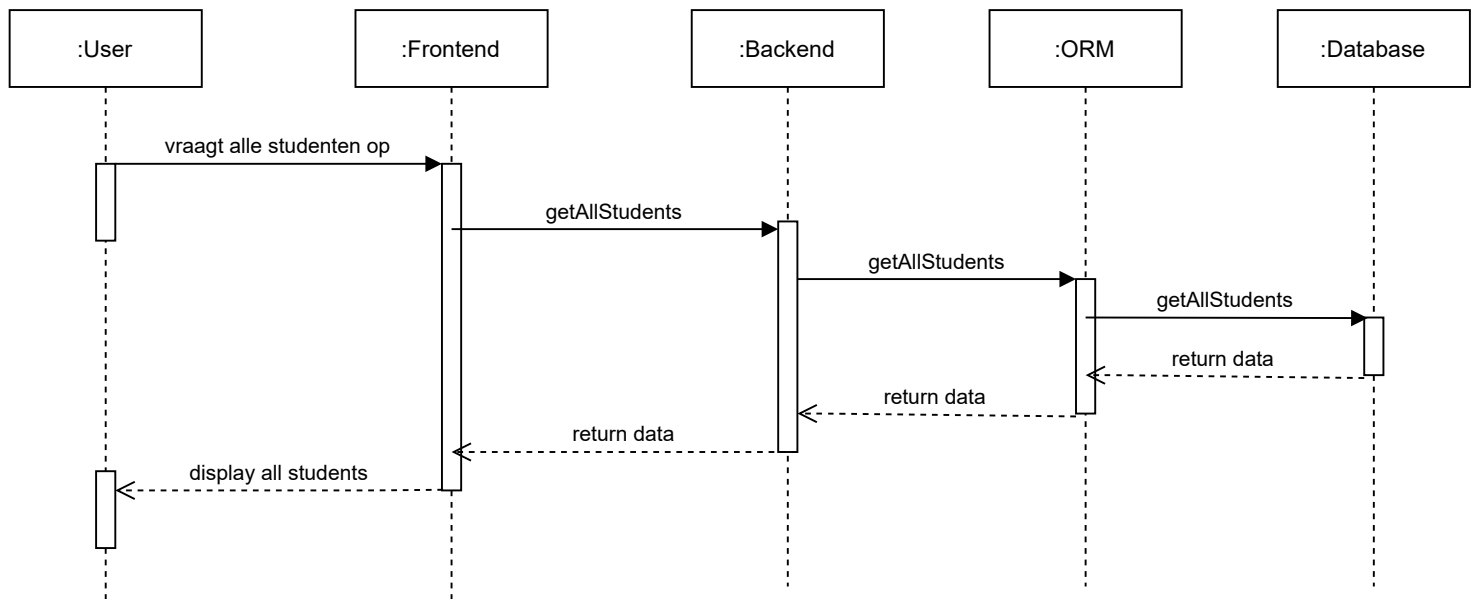 :User
:Frontend
:Backend
:ORM
:Database
vraagt alle studenten op
getAllStudents
getAllStudents
getAllStudents
return data
return data
return data
display all students